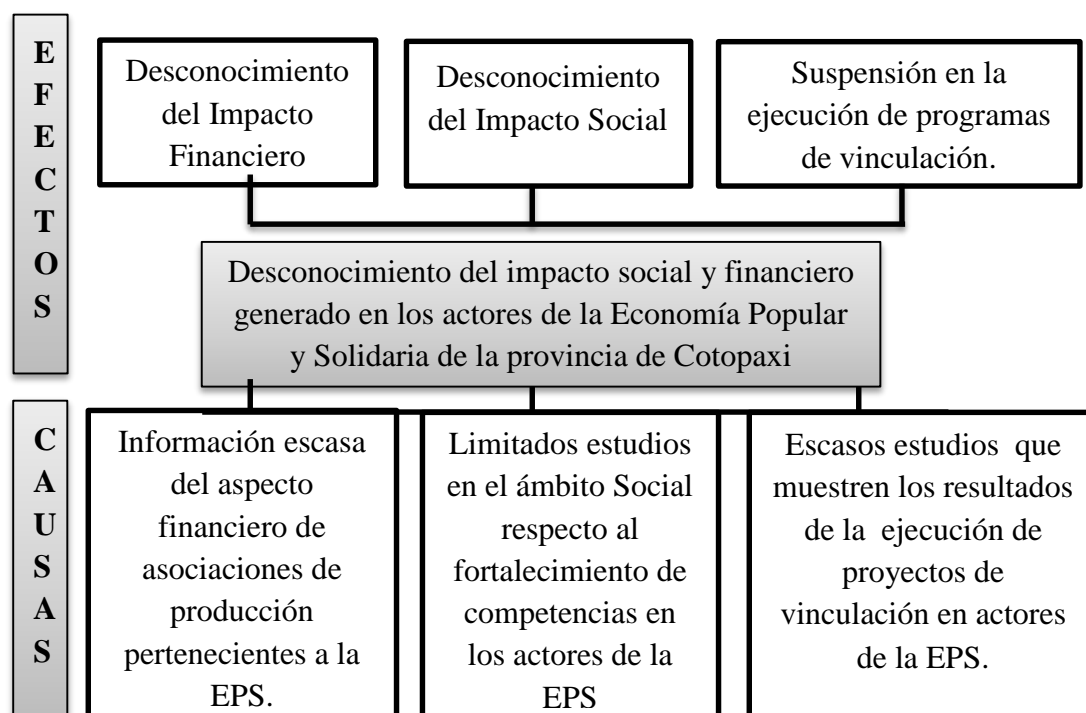 EFECTOS
Desconocimiento
del Impacto
Financiero
Desconocimiento
del Impacto Social
Suspensión en la
ejecución de programas
de vinculación.
Desconocimiento del impacto social y financiero
generado en los actores de la Economía Popular
y Solidaria de la provincia de Cotopaxi
CAUSAS
Información escasa
del aspecto
financiero de
asociaciones de
producción
pertenecientes a la
EPS.
Limitados estudios
en el ámbito Social
respecto al
fortalecimiento de
competencias en
los actores de la
EPS
Escasos estudios que
muestren los resultados
de la ejecución de
proyectos de
vinculación en actores
de la EPS.